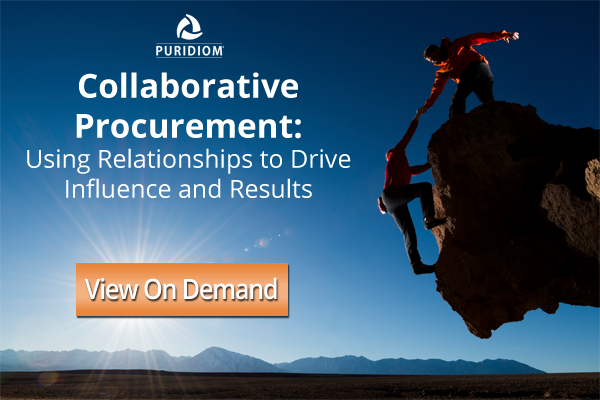 PURIDIOM
Collaborative
Procurement:
Using Relationships to Drive
Influence and Results
View On Demand